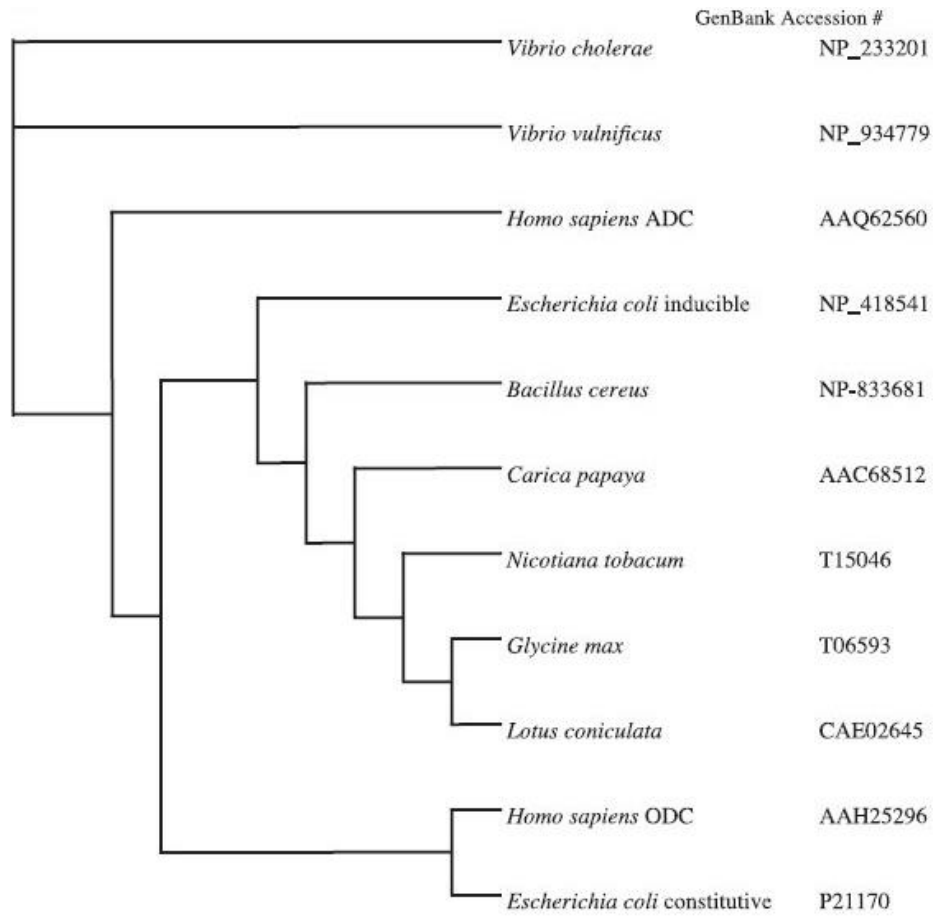 GenBank Accession #
Vibrio cholerae NP_233201
Vibrio vulnificus NP_934779
Homo sapiens ADC AAQ62560
Escherichia coli inducible NP_418541
Bacillus cereus NP-833681
Carica papaya AAC68512
Nicotiana tobacum T15046
Glycine max T06593
Lotus coniculata CAE02645
Homo sapiens ODC AAH25296
Escherichia coli constitutive P21170